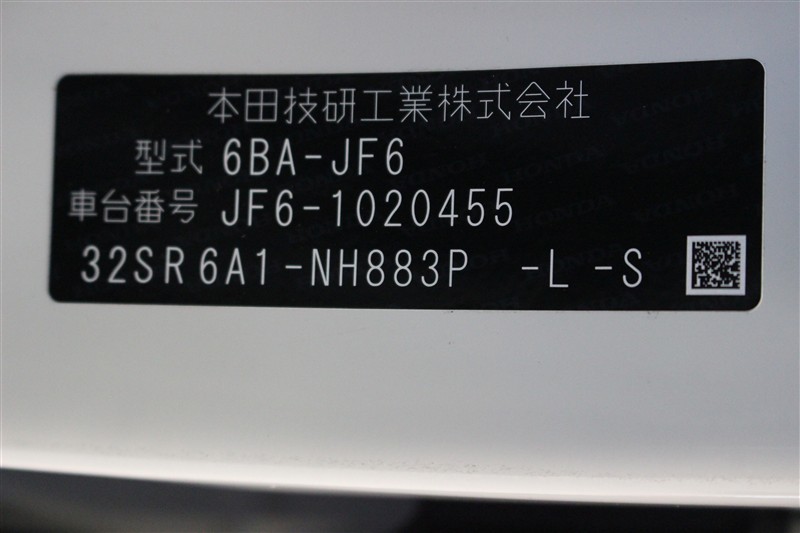 本田技研工業株式会社
型式 6BA-JF6
車台番号 JF6-1020455
32SR6A1-NH883P -L -S